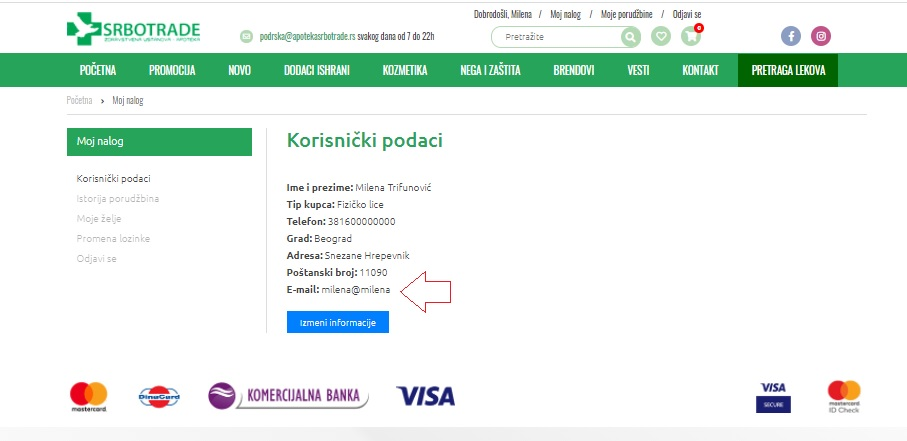 SRBOTRADE
ZDRAVSTVENA USTANOVA - APOTEKA
podrska@apotekasrbotrade.rs svakog dana od 7 do 22h
Dobrodošli, Milena / Moj nalog / Moje porudžbine / Odjavi se
Pretražite
0
POČETNA PROMOCIJA NOVO DODACI ISHRANI KOZMETIKA NEGA I ZAŠTITA BRENDOVI VESTI KONTAKT PRETRAGA LEKOVA
Početna › Moj nalog
Moj nalog
Korisnički podaci
Istorija porudžbina
Moje želje
Promena lozinke
Odjavi se
Korisnički podaci
Ime i prezime: Milena Trifunović
Tip kupca: Fizičko lice
Telefon: 381600000000
Grad: Beograd
Adresa: Snezane Hrepevnik
Poštanski broj: 11090
E-mail: milena@milena
Izmeni informacije
mastercard.
DinaCard
KOMERCIJALNA BANKA
VISA
VISA
SECURE
mastercard
ID Check